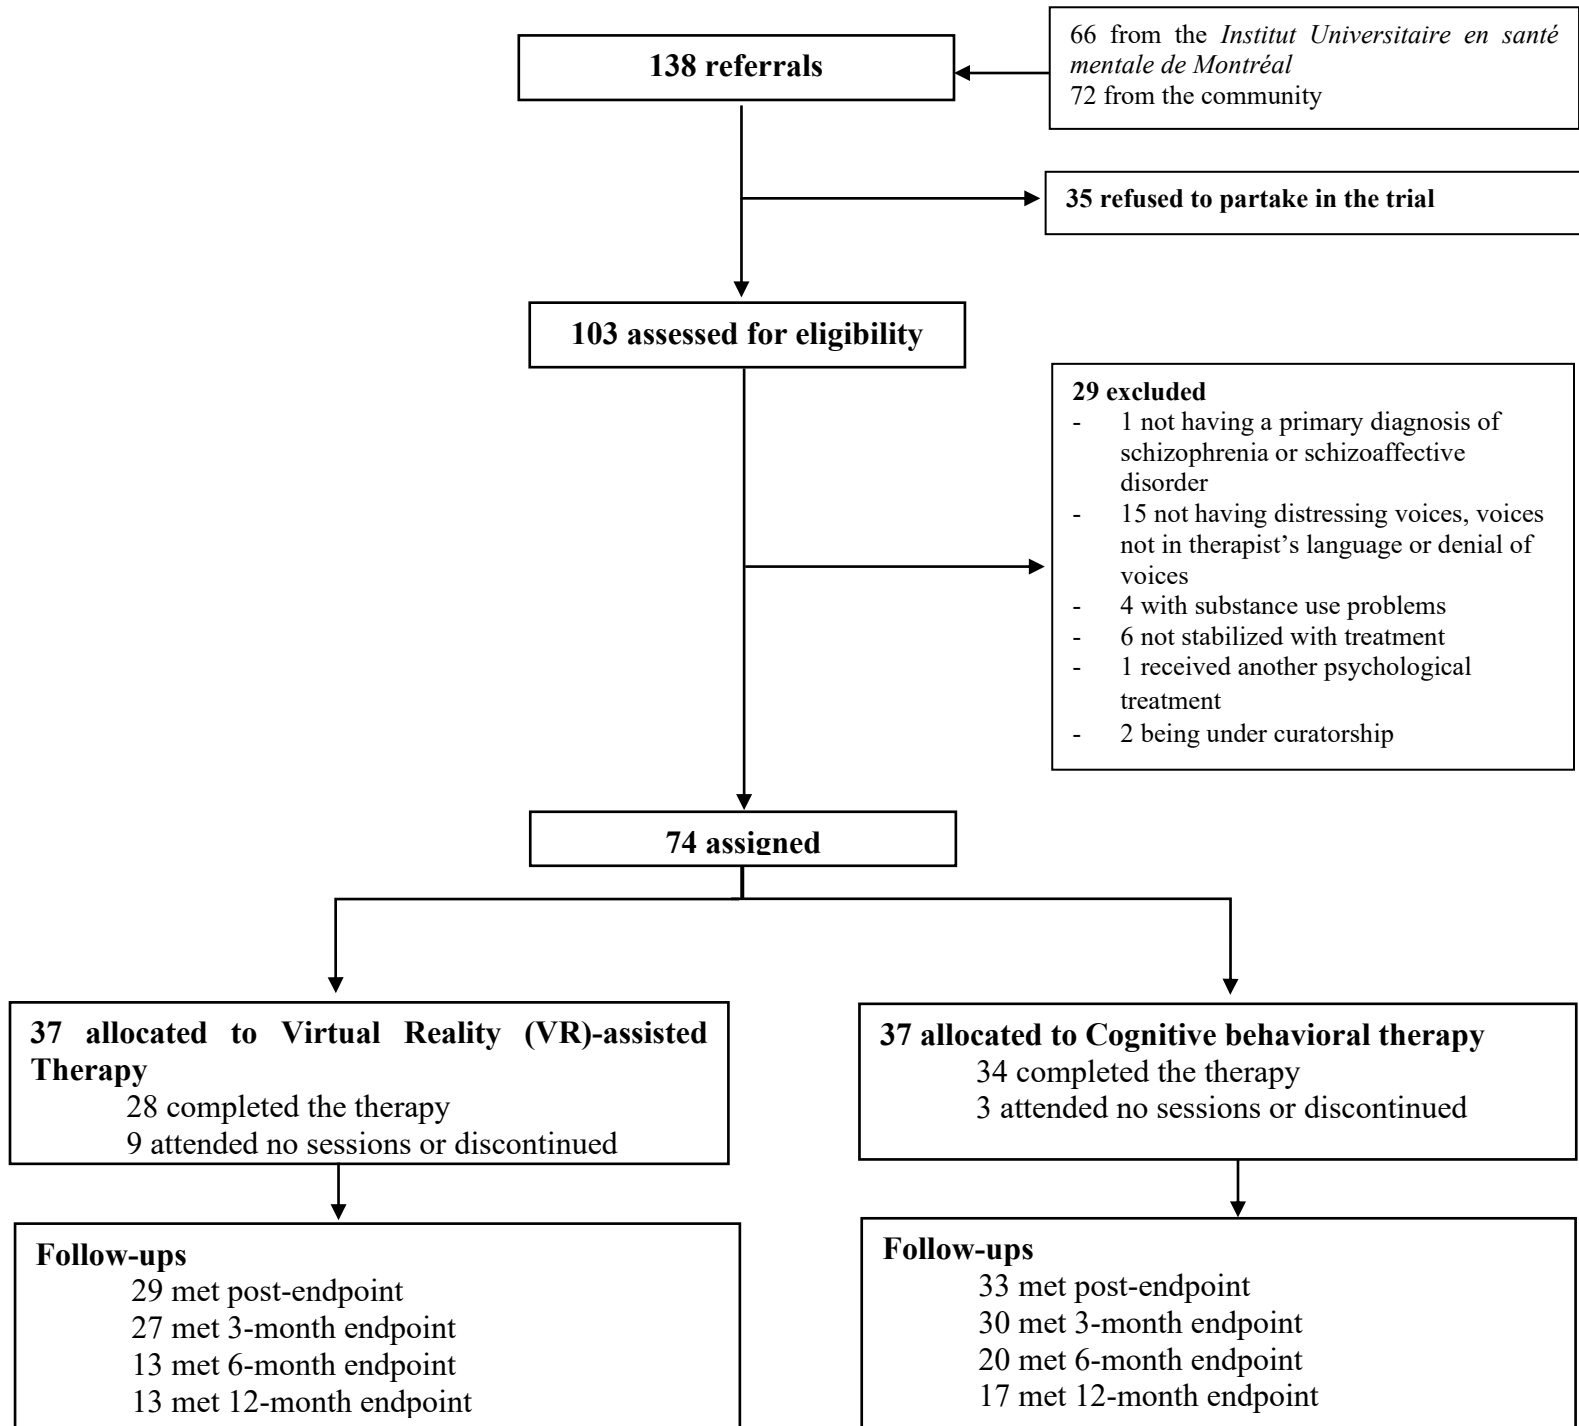 138 referrals
66 from the Institut Universitaire en santé
mentale de Montréal
72 from the community
35 refused to partake in the trial
103 assessed for eligibility
29 excluded
- 1 not having a primary diagnosis of
schizophrenia or schizoaffective
disorder
- 15 not having distressing voices, voices
not in therapist’s language or denial of
voices
- 4 with substance use problems
- 6 not stabilized with treatment
- 1 received another psychological
treatment
- 2 being under curatorship
74 assigned
37 allocated to Virtual Reality (VR)-assisted
Therapy
28 completed the therapy
9 attended no sessions or discontinued
37 allocated to Cognitive behavioral therapy
34 completed the therapy
3 attended no sessions or discontinued
Follow-ups
29 met post-endpoint
27 met 3-month endpoint
13 met 6-month endpoint
13 met 12-month endpoint
Follow-ups
33 met post-endpoint
30 met 3-month endpoint
20 met 6-month endpoint
17 met 12-month endpoint